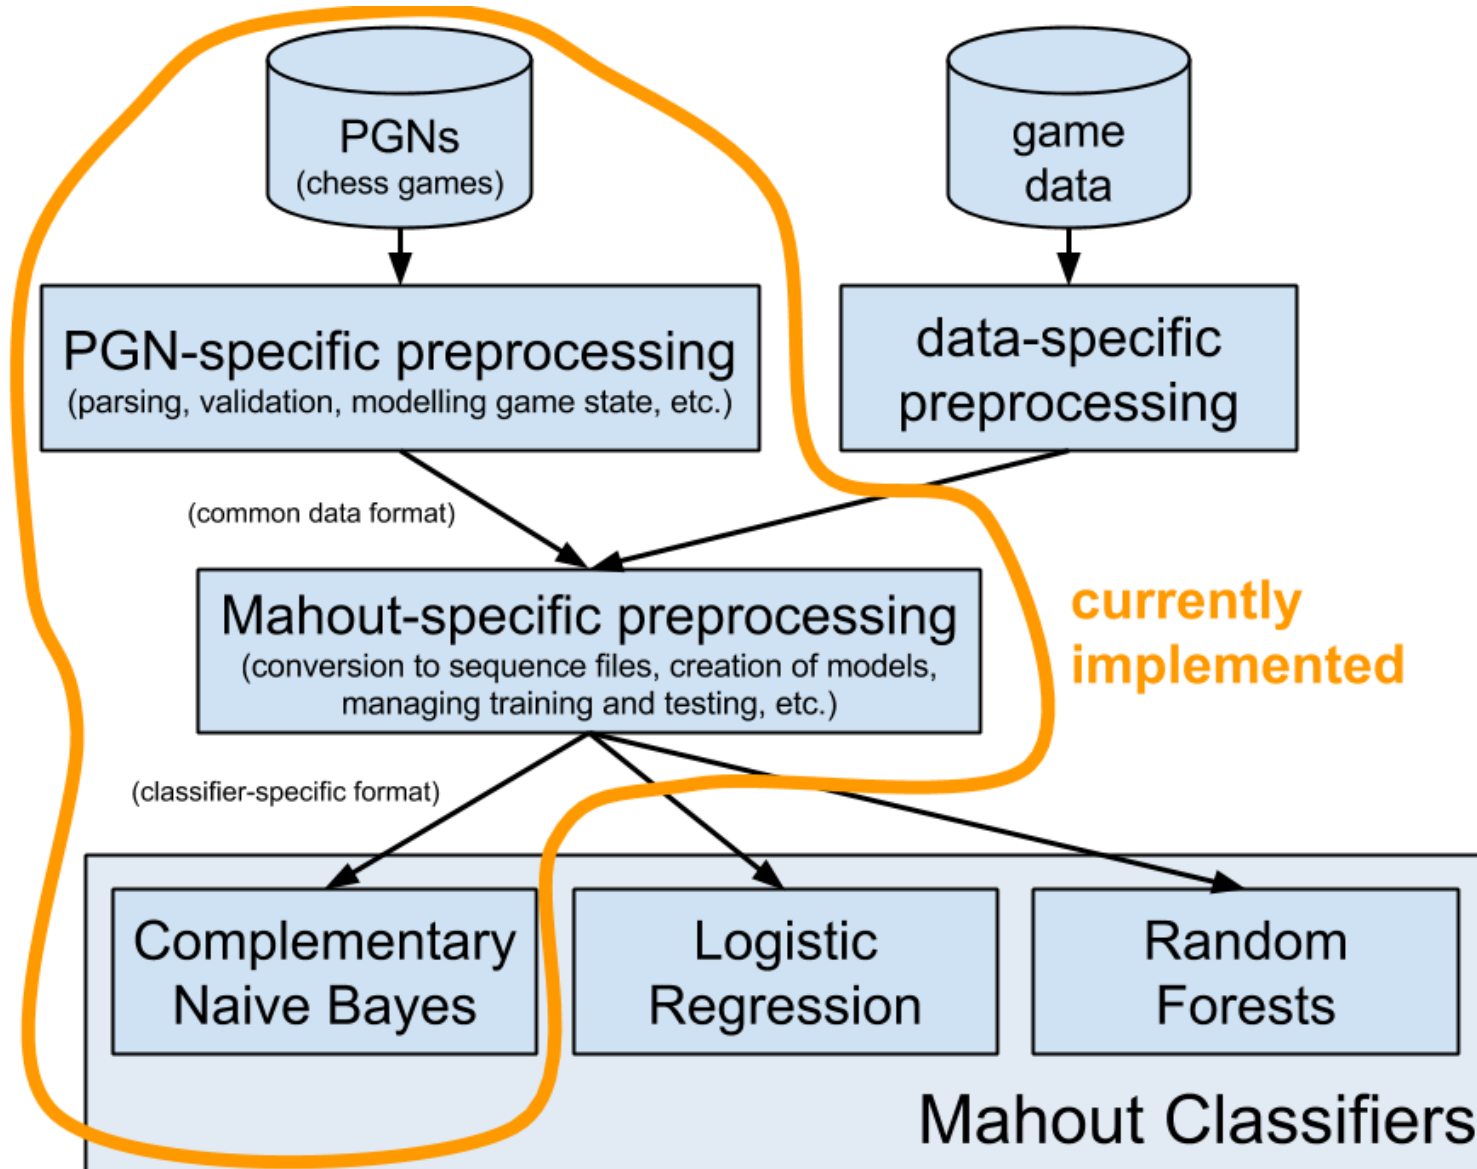 PGNs
(chess games)
game
data
PGN-specific preprocessing
(parsing, validation, modelling game state, etc.)
data-specific
preprocessing
(common data format)
Mahout-specific preprocessing
(conversion to sequence files, creation of models,
managing training and testing, etc.)
currently
implemented
(classifier-specific format)
Complementary
Naive Bayes
Logistic
Regression
Random
Forests
Mahout Classifiers